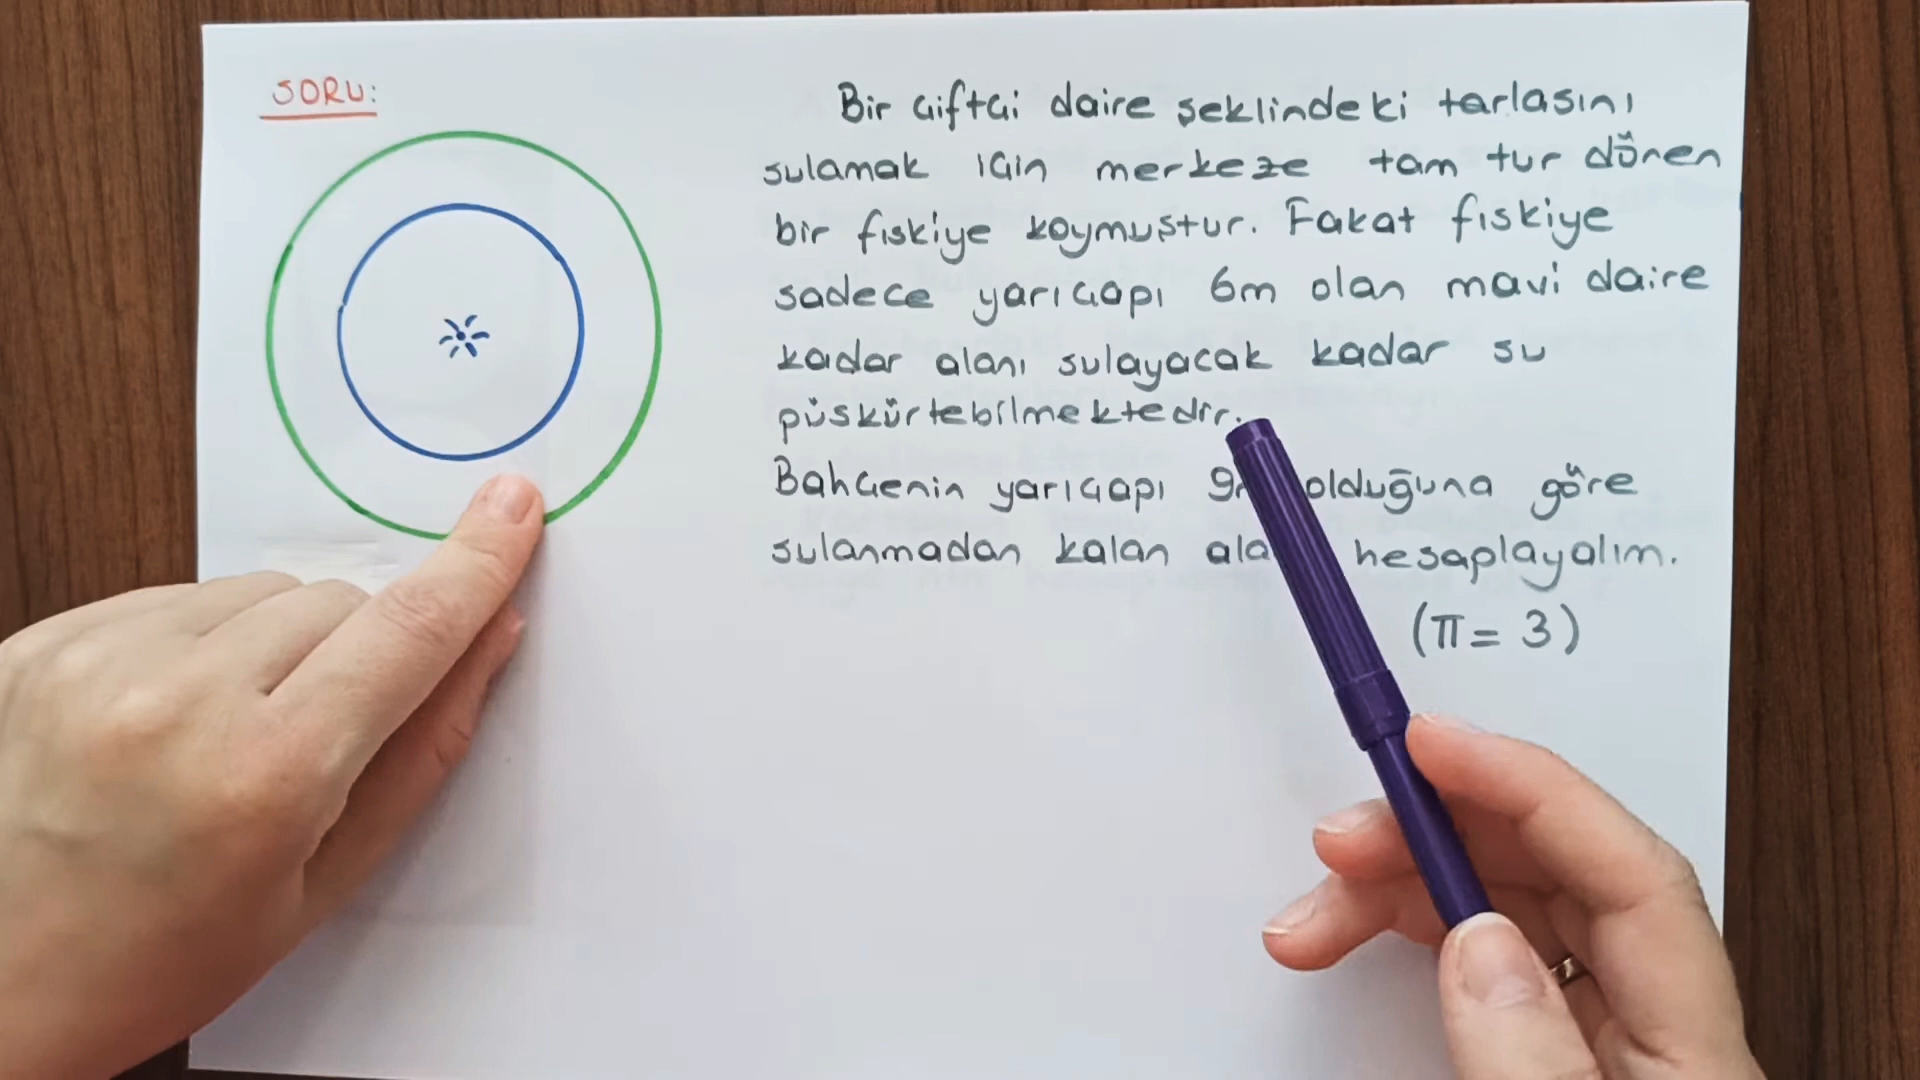 SORU:
Bir çiftçi daire şeklindeki tarlasını
sulamak için merkeze tam tur dönen
bir fıskiye koymuştur. Fakat fıskiye
sadece yarıçapı 6m olan mavi daire
kadar alanı sulayacak kadar su
püskürtebilmektedir.
Bahçenin yarıçapı olduğuna göre
sulanmadan kalan hesaplayalım.
(π = 3)